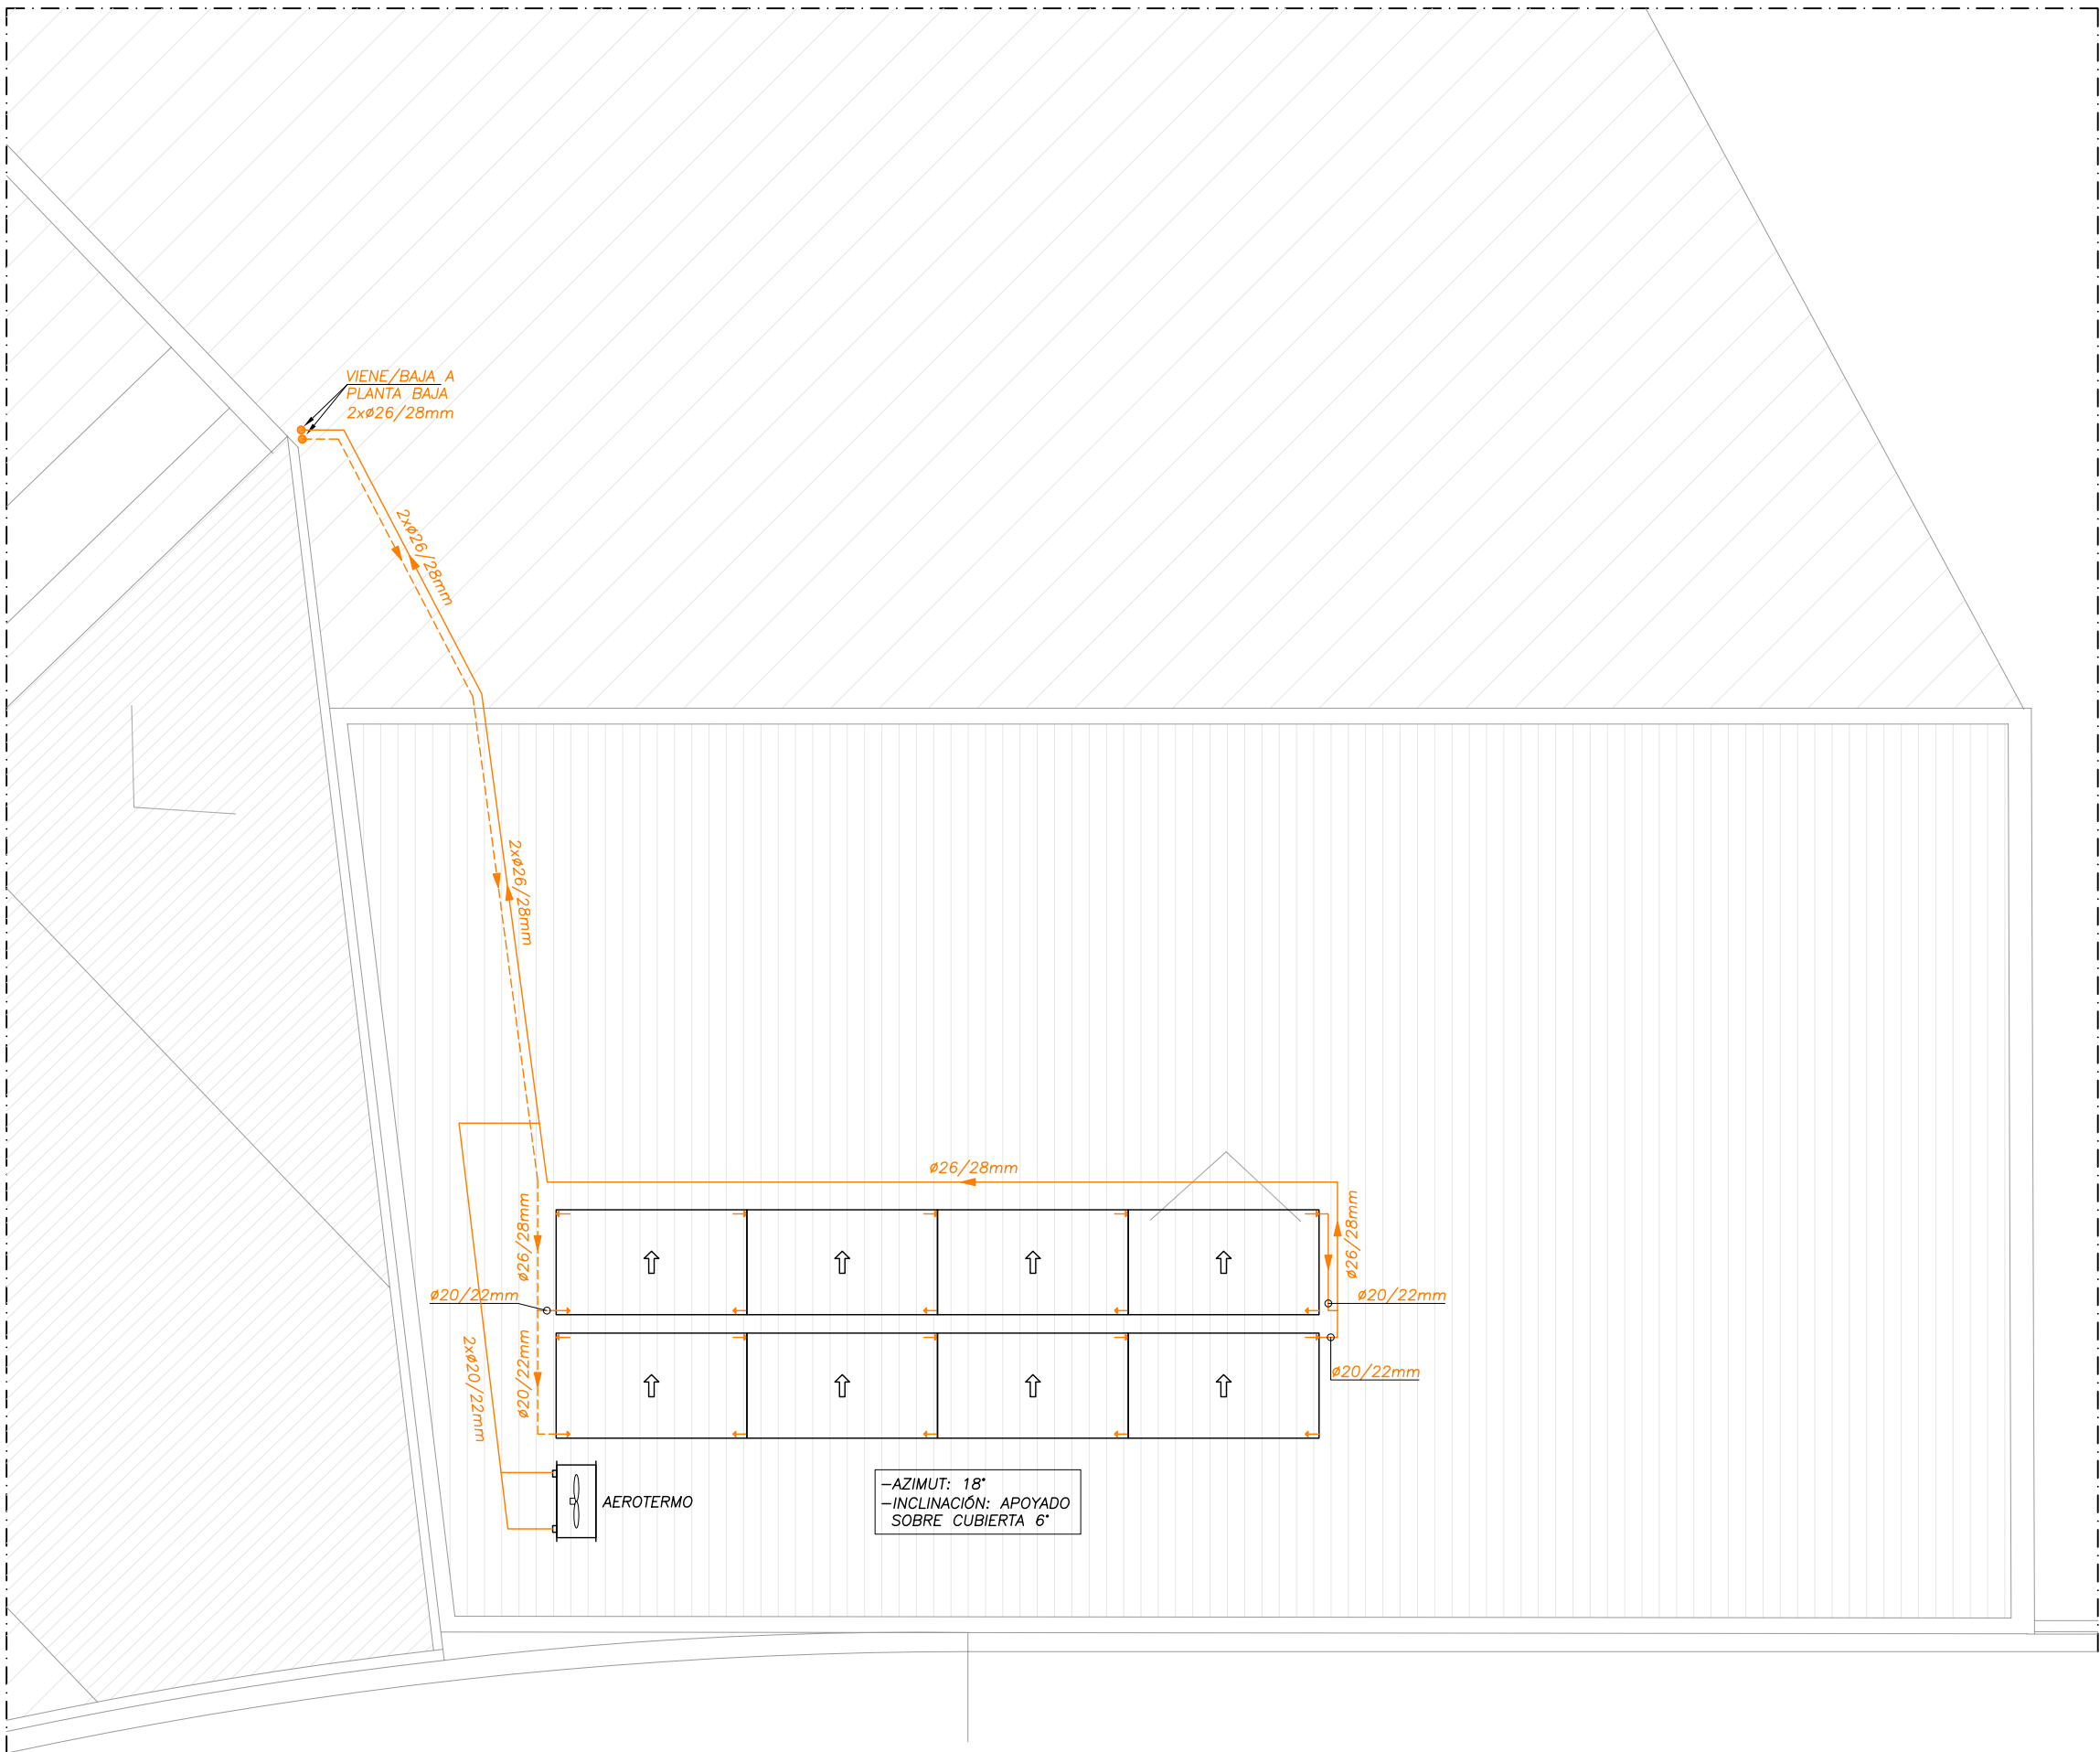 VIENE/BAJA A
PLANTA BAJA
2xø26/28mm
2xø26/28mm
2xø26/28mm
ø26/28mm
ø26/28mm
ø26/28mm
ø20/22mm
ø20/22mm
ø20/22mm
2xø20/22mm
ø20/22mm
AEROTERMO
-AZIMUT: 18°
-INCLINACIÓN: APOYADO
SOBRE CUBIERTA 6°